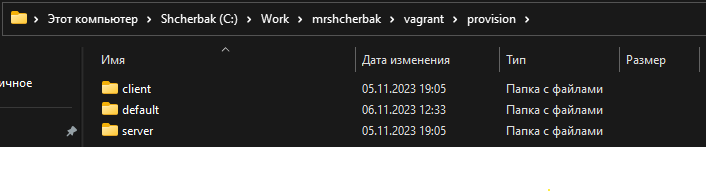 Этот компьютер > Shcherbak (C:) > Work > mrshcherbak > vagrant > provision >
Имя Дата изменения Тип Размер
ичное
client 05.11.2023 19:05 Папка с файлами
default 06.11.2023 12:33 Папка с файлами
server 05.11.2023 19:05 Папка с файлами